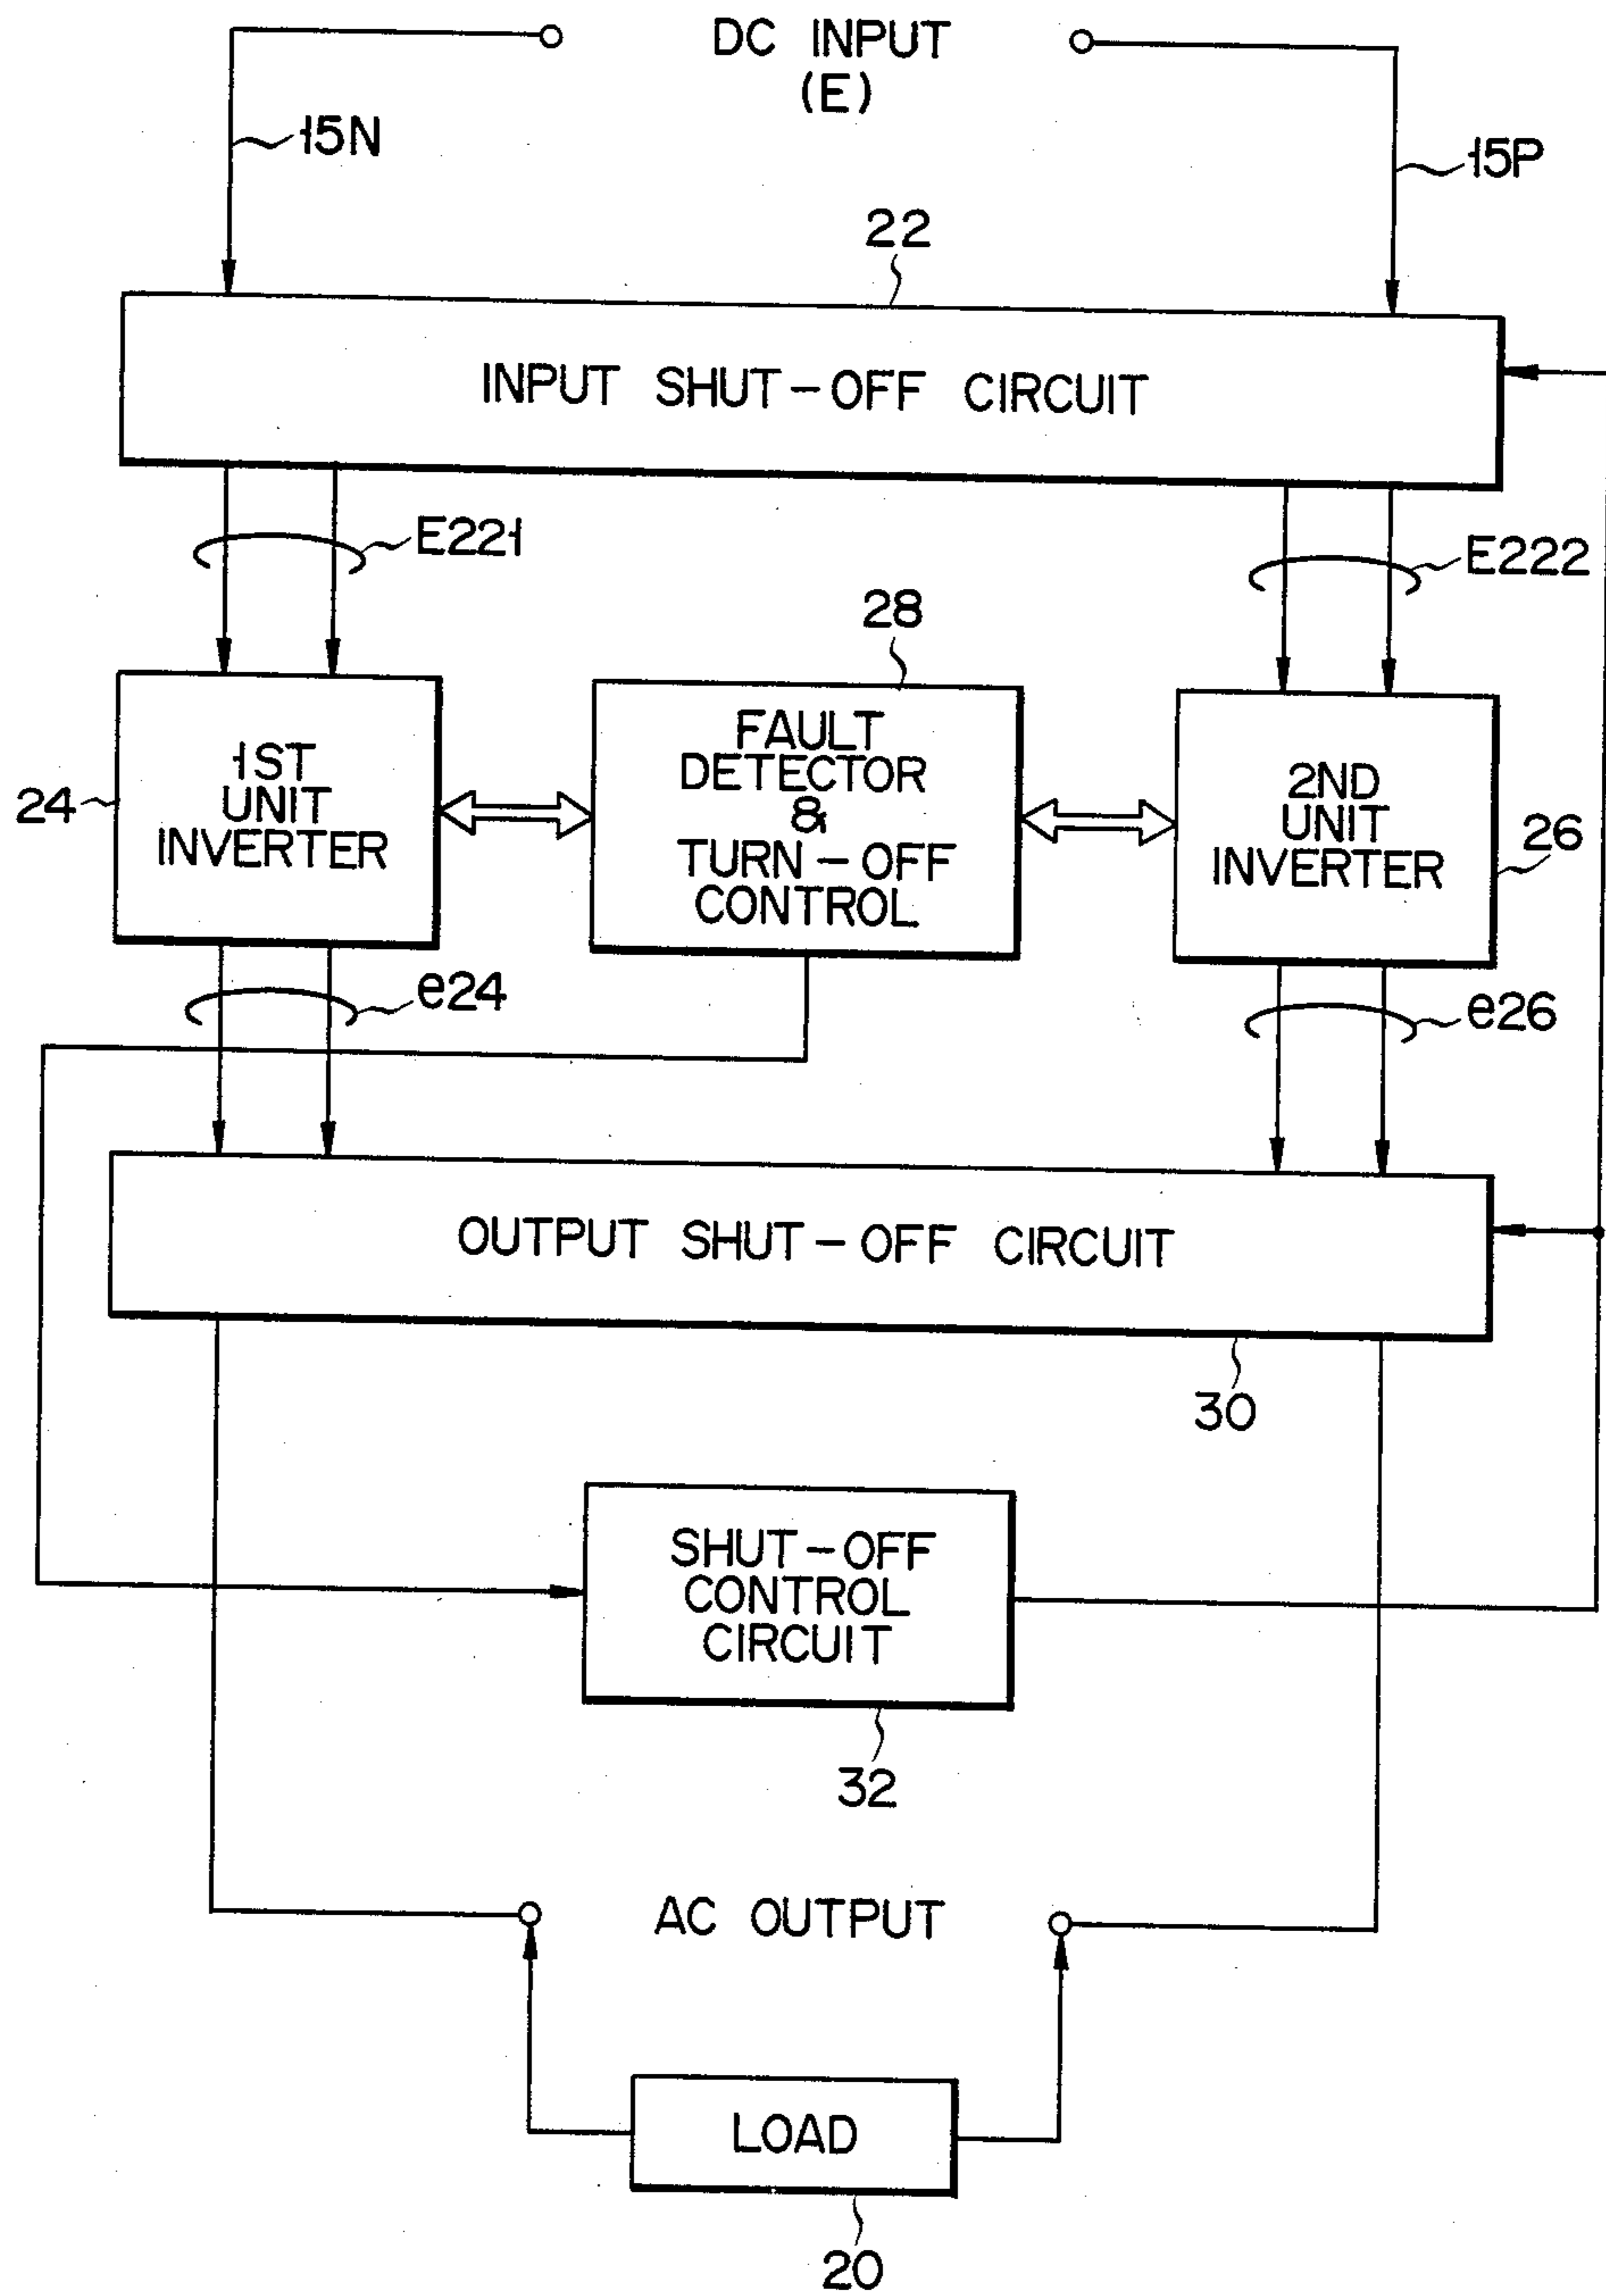 DC INPUT
(E)
15N
15P
22
INPUT SHUT-OFF CIRCUIT
E221
E222
28
24
1ST
UNIT
INVERTER
FAULT
DETECTOR
&
TURN-OFF
CONTROL
2ND
UNIT
INVERTER
26
e24
e26
OUTPUT SHUT-OFF CIRCUIT
30
SHUT-OFF
CONTROL
CIRCUIT
32
AC OUTPUT
LOAD
20